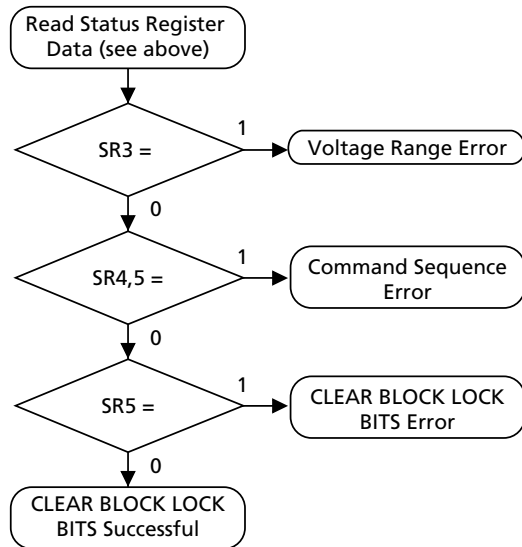 Read Status Register
Data (see above)
SR3 =
1
Voltage Range Error
0
SR4,5 =
1
Command Sequence
Error
0
SR5 =
1
CLEAR BLOCK LOCK
BITS Error
0
CLEAR BLOCK LOCK
BITS Successful